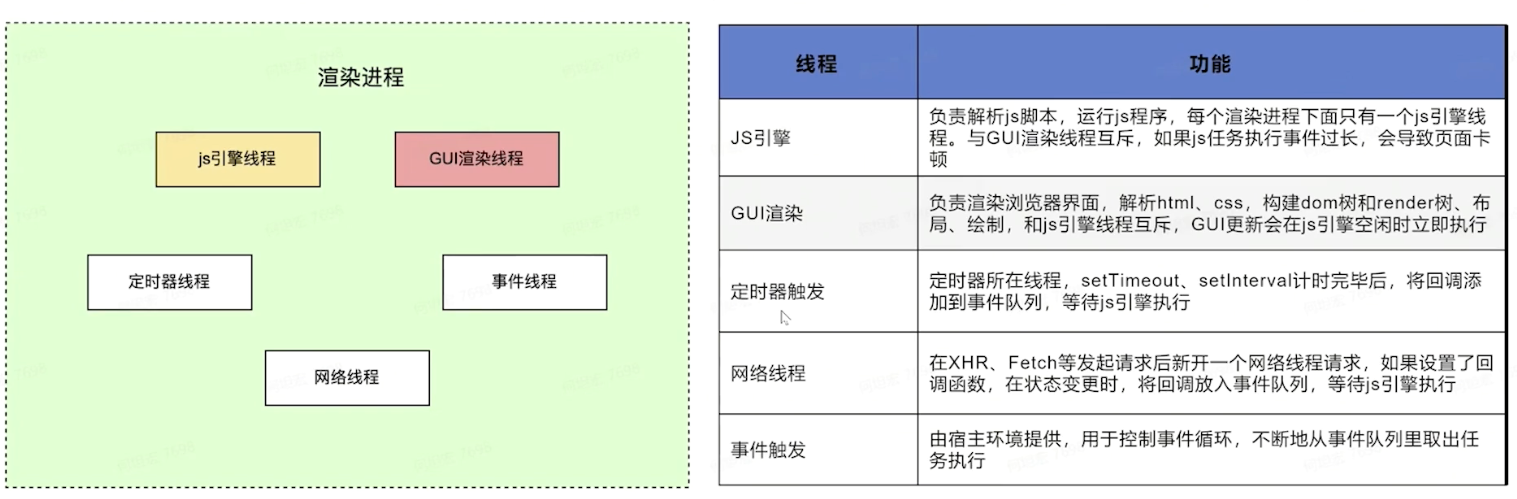 渲染进程
js引擎线程
GUI渲染线程
定时器线程
事件线程
网络线程
线程
功能
JS引擎
负责解析js脚本，运行js程序，每个渲染进程下面只有一个js引擎线
程。与GUI渲染线程互斥，如果js任务执行事件过长，会导致页面卡
顿
GUI渲染
负责渲染浏览器界面，解析html、css，构建dom树和render树、布
局、绘制，和js引擎线程互斥，GUI更新会在js引擎空闲时立即执行
定时器触发
定时器所在线程，setTimeout、setInterval计时完毕后，将回调添
加到事件队列，等待js引擎执行
网络线程
在XHR、Fetch等发起请求后新开一个网络线程请求，如果设置了回
调函数，在状态变更时，将回调放入事件队列，等待js引擎执行
事件触发
由宿主环境提供，用于控制事件循环，不断地从事件队列里取出任
务执行